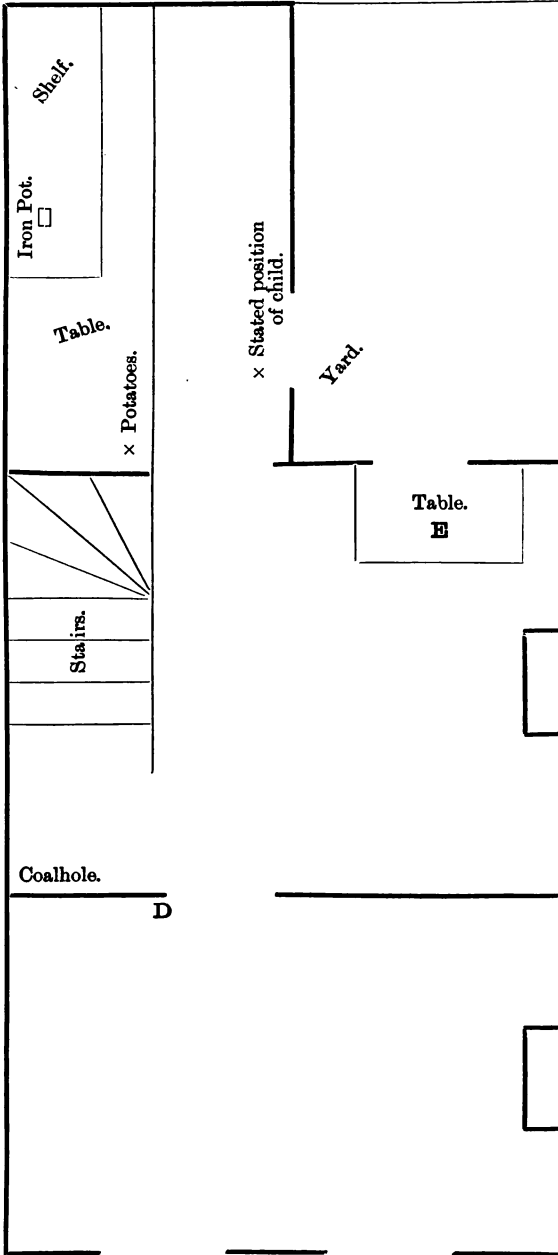 Shelf.
Iron Pot.
Table.
× Potatoes.
× Stated position
of child.
Yard.
Table.
E
Stairs.
Coalhole.
D